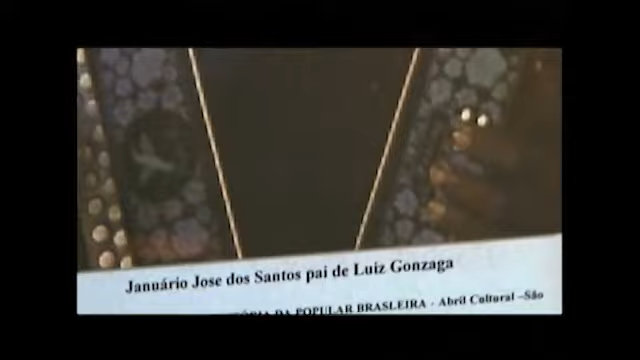 Januário Jose dos Santos pai de Luiz Gonzaga
DA POPULAR BRASLEIRA - Abril Cultural –São